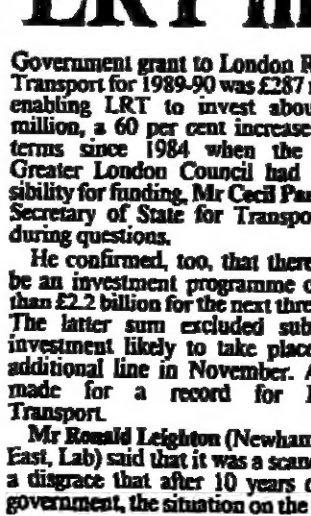 LRT in
Government grant to London R
Transport for 1989-90 was £287
enabling LRT to invest abou
million, a 60 per cent increase
terms since 1984 when the
Greater London Council had
sibility for funding, Mr Cecil Par
Secretary of State for Transpo
during questions.
He confirmed, too, that there
be an investment programme o
than £2.2 billion for the next thre
The latter sum excluded sub
investment likely to take place
additional line in November. A
made for a record for
Transport.
Mr Ronald Leighton (Newham
East, Lab) said that it was a scan
a disgrace that after 10 years o
government, the situation on the